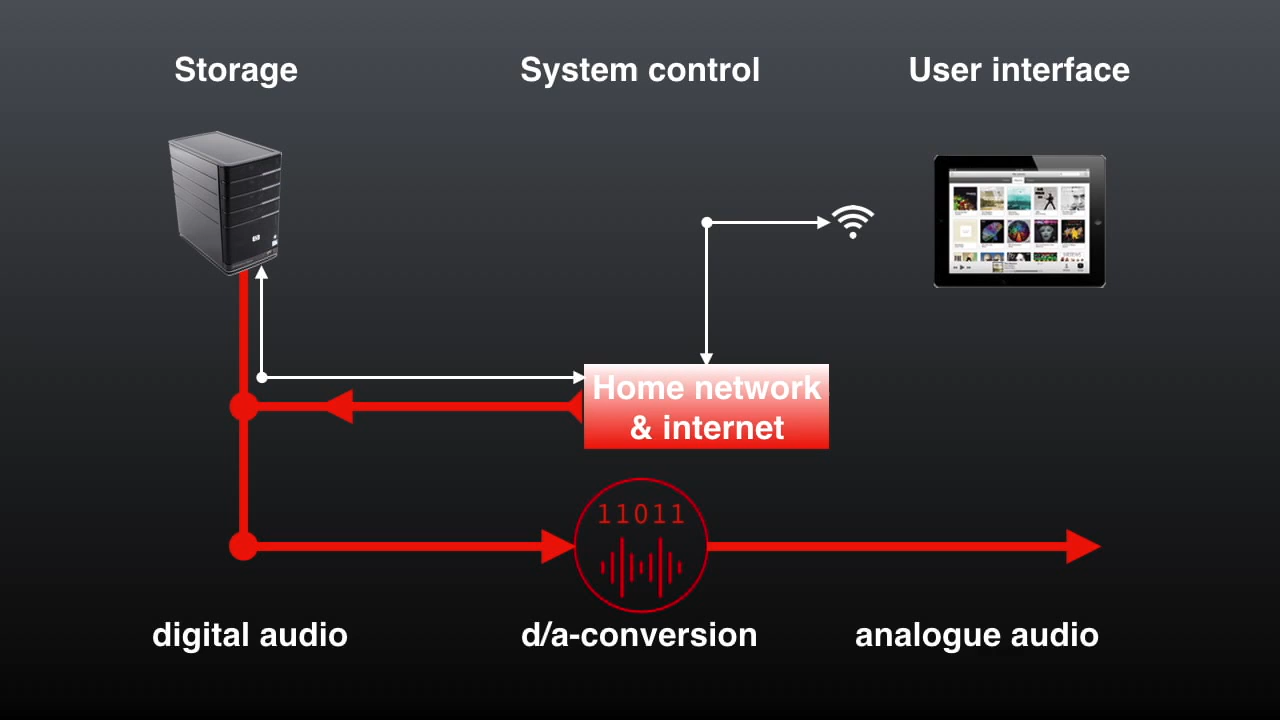 Storage
System control
User interface
Home network
& internet
11011
digital audio
d/a-conversion
analogue audio